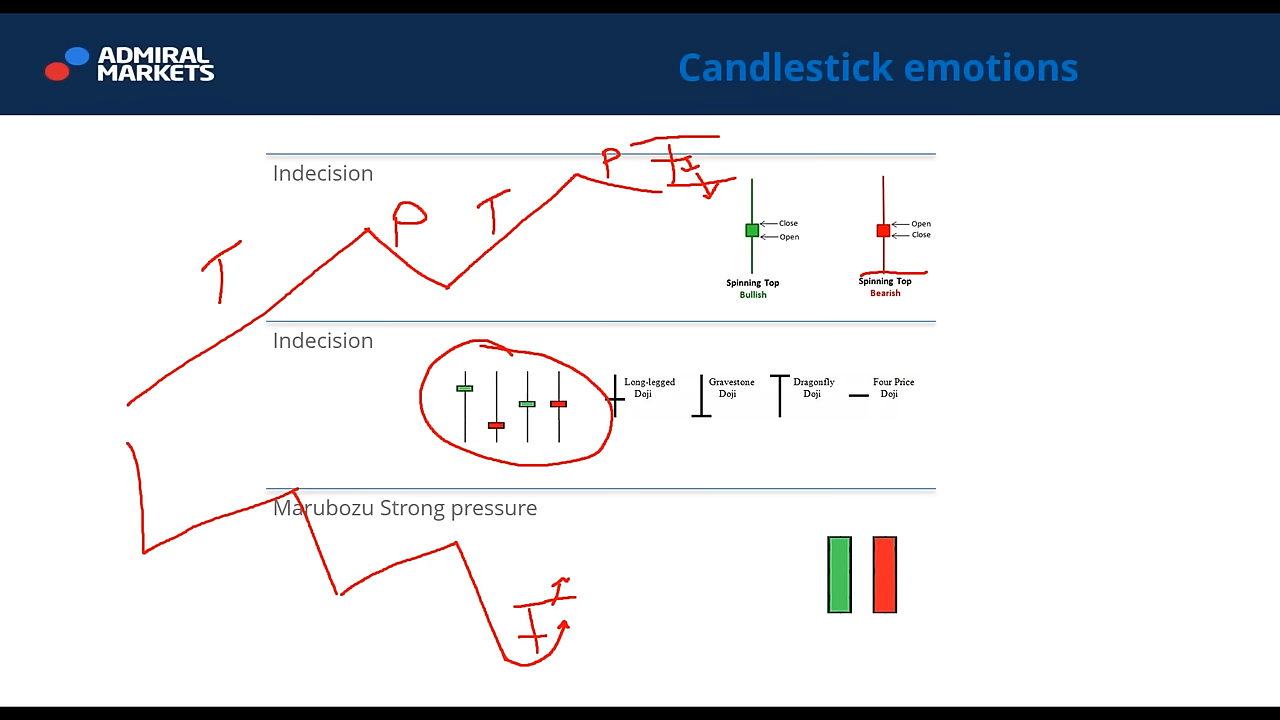 ADMIRAL
MARKETS
Candlestick emotions
Indecision
P
I
T
P
T
Close
Open
Open
Close
Spinning Top
Bullish
Spinning Top
Bearish
Indecision
Long-legged
Doji
Gravestone
Doji
Dragonfly
Doji
Four Price
Doji
Marubozu Strong pressure
I